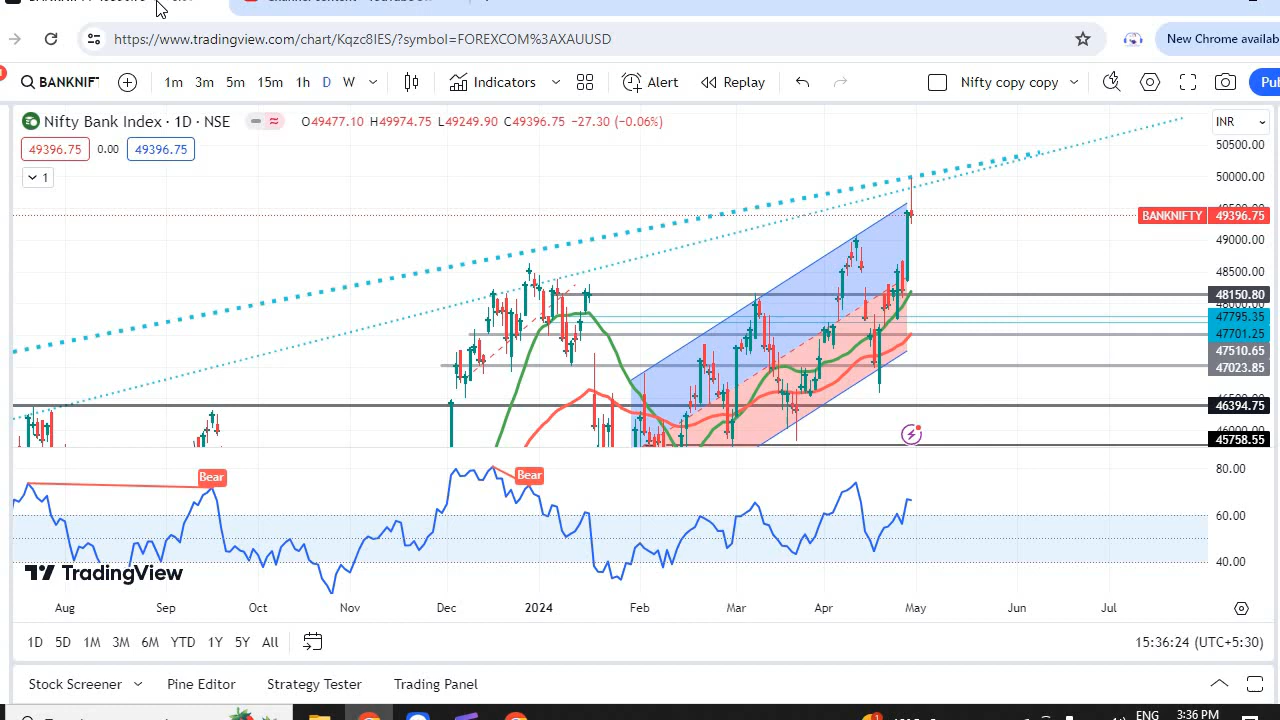 https://www.tradingview.com/chart/Kqzc8IES/?symbol=FOREXCOM%3AXAUUSD
New Chrome availab
BANKNIF
1m 3m 5m 15m 1h D W
Indicators
Alert
Replay
Nifty copy copy
Pu
Nifty Bank Index · 1D · NSE
O49477.10 H49974.75 L49249.90 C49396.75 −27.30 (−0.06%)
INR
49396.75 0.00 49396.75
1
50500.00
50000.00
BANKNIFTY 49396.75
49000.00
48500.00
48150.80
47795.35
47701.25
47510.65
47023.85
46394.75
45758.55
Bear
Bear
80.00
60.00
40.00
TradingView
Aug Sep Oct Nov Dec 2024 Feb Mar Apr May Jun Jul
1D 5D 1M 3M 6M YTD 1Y 5Y All
15:36:24 (UTC+5:30)
Stock Screener Pine Editor Strategy Tester Trading Panel
ENG 3:36 PM